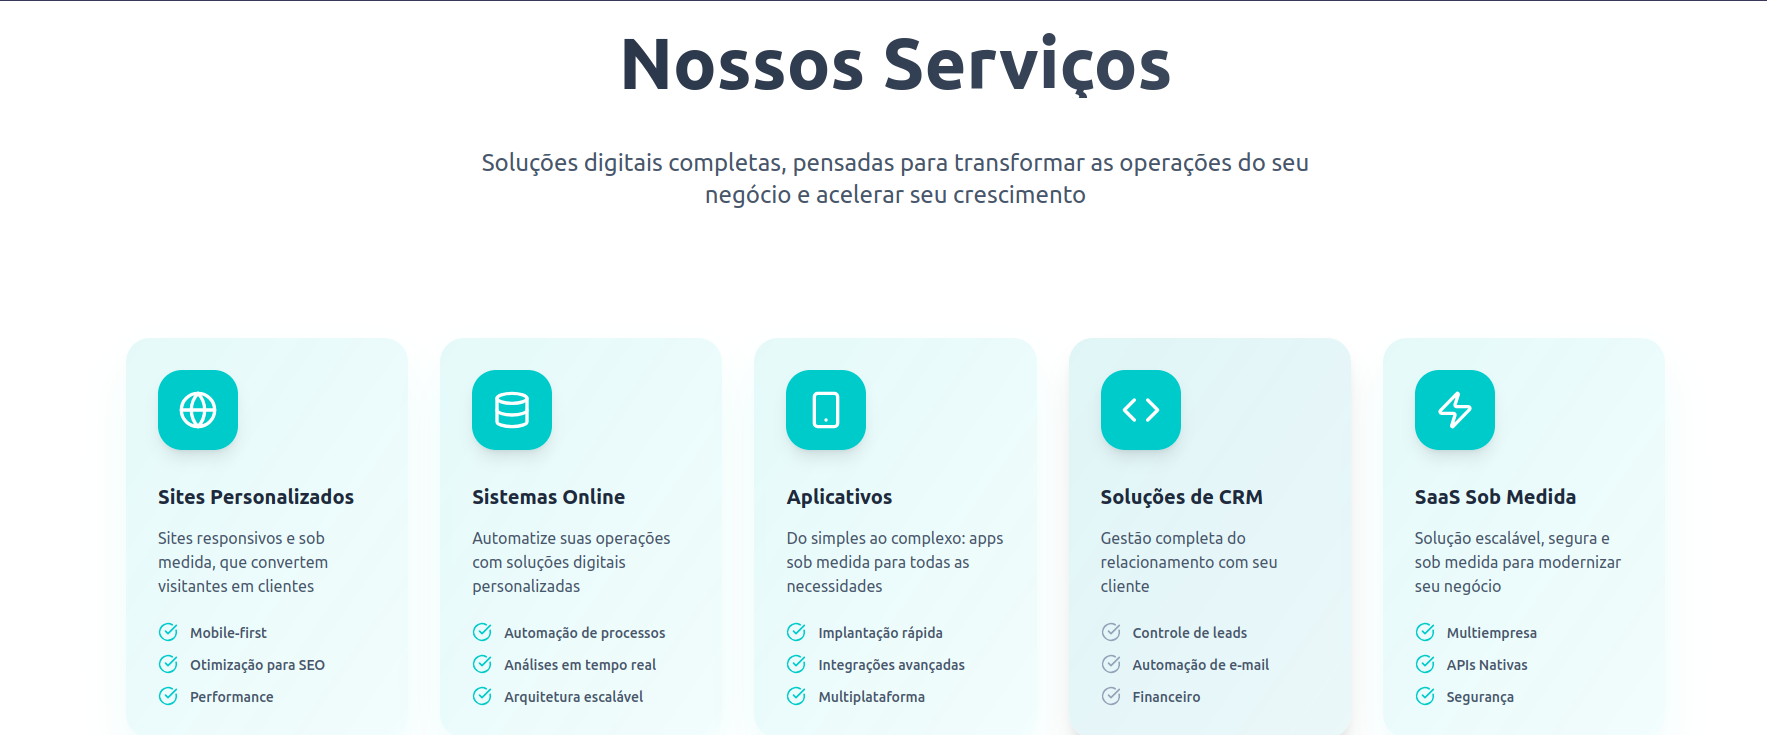 Nossos Serviços
Soluções digitais completas, pensadas para transformar as operações do seu
negócio e acelerar seu crescimento
Sites Personalizados
Sites responsivos e sob
medida, que convertem
visitantes em clientes
Mobile-first
Otimização para SEO
Performance
Sistemas Online
Automatize suas operações
com soluções digitais
personalizadas
Automação de processos
Análises em tempo real
Arquitetura escalável
Aplicativos
Do simples ao complexo: apps
sob medida para todas as
necessidades
Implantação rápida
Integrações avançadas
Multiplataforma
Soluções de CRM
Gestão completa do
relacionamento com seu
cliente
Controle de leads
Automação de e-mail
Financeiro
SaaS Sob Medida
Solução escalável, segura e
sob medida para modernizar
seu negócio
Multiempresa
APIs Nativas
Segurança